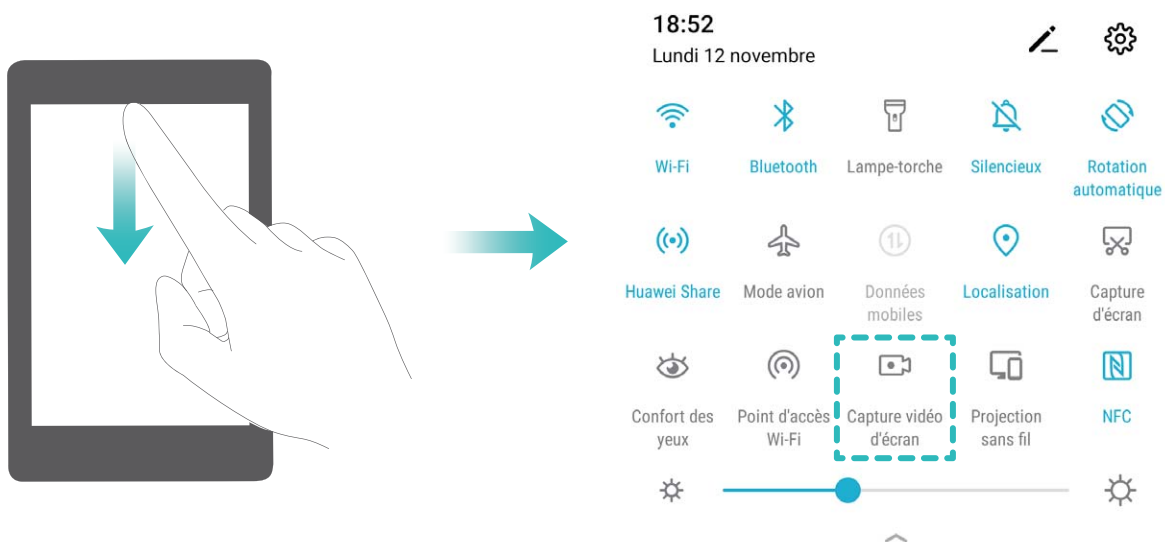 18:52
Lundi 12 novembre
Wi-Fi
Bluetooth
Lampe-torche
Silencieux
Rotation
automatique
Huawei Share
Mode avion
Données
mobiles
Localisation
Capture
d'écran
Confort des
yeux
Point d'accès
Wi-Fi
Capture vidéo
d'écran
Projection
sans fil
NFC